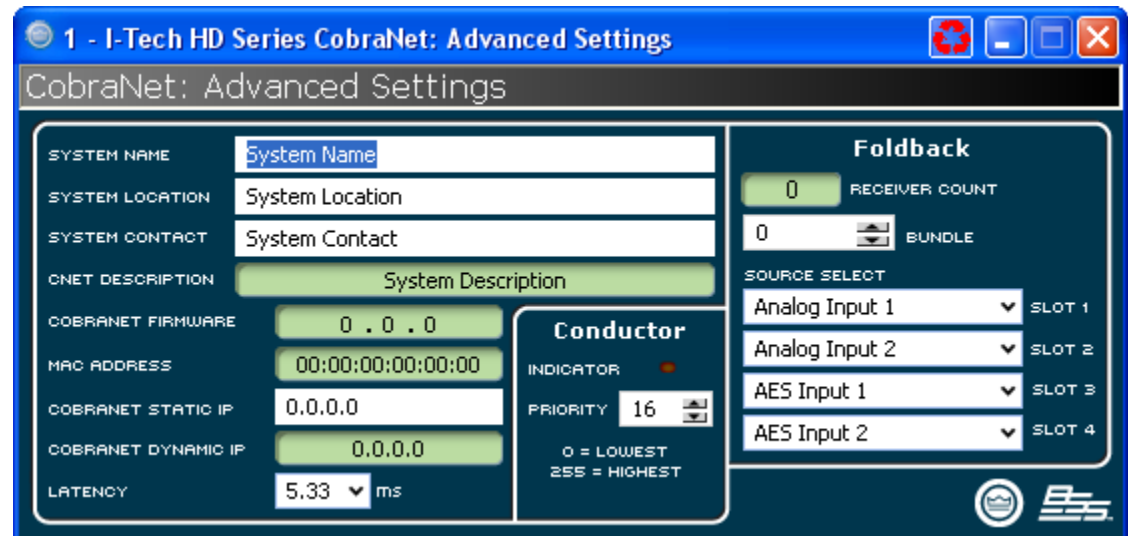 1 - I-Tech HD Series CobraNet: Advanced Settings
CobraNet: Advanced Settings
SYSTEM NAME System Name
SYSTEM LOCATION System Location
SYSTEM CONTACT System Contact
CNET DESCRIPTION System Description
COBRANET FIRMWARE 0 . 0 . 0
MAC ADDRESS 00:00:00:00:00:00
COBRANET STATIC IP 0.0.0.0
COBRANET DYNAMIC IP 0.0.0.0
LATENCY 5.33 ms
Conductor
INDICATOR
PRIORITY 16
0 = LOWEST
255 = HIGHEST
Foldback
0 RECEIVER COUNT
0 BUNDLE
SOURCE SELECT
Analog Input 1 SLOT 1
Analog Input 2 SLOT 2
AES Input 1 SLOT 3
AES Input 2 SLOT 4
BSS